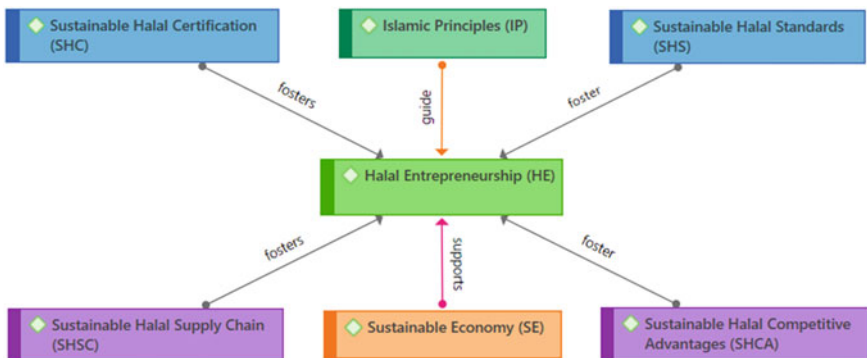 Sustainable Halal Certification
(SHC)
Islamic Principles (IP)
Sustainable Halal Standards
(SHS)
fosters
guide
foster
Halal Entrepreneurship (HE)
fosters
supports
foster
Sustainable Halal Supply Chain
(SHSC)
Sustainable Economy (SE)
Sustainable Halal Competitive
Advantages (SHCA)